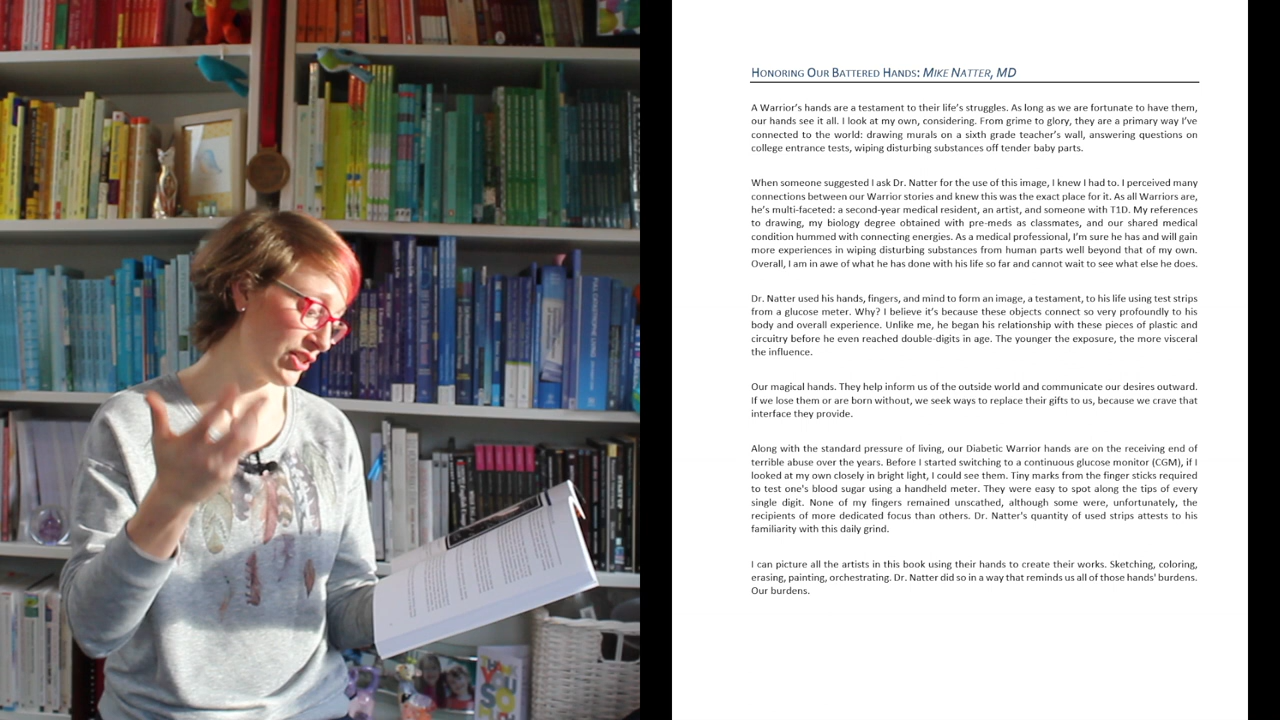 Honoring Our Battered Hands: Mike Natter, MD
A Warrior's hands are a testament to their life's struggles. As long as we are fortunate to have them,
our hands see it all. I look at my own, considering. From grime to glory, they are a primary way I've
connected to the world: drawing murals on a sixth grade teacher's wall, answering questions on
college entrance tests, wiping disturbing substances off tender baby parts.
When someone suggested I ask Dr. Natter for the use of this image, I knew I had to. I perceived many
connections between our Warrior stories and knew this was the exact place for it. As all Warriors are,
he's multi-faceted: a second-year medical resident, an artist, and someone with T1D. My references
to drawing, my biology degree obtained with pre-meds as classmates, and our shared medical
condition hummed with connecting energies. As a medical professional, I'm sure he has and will gain
more experiences in wiping disturbing substances from human parts well beyond that of my own.
Overall, I am in awe of what he has done with his life so far and cannot wait to see what else he does.
Dr. Natter used his hands, fingers, and mind to form an image, a testament, to his life using test strips
from a glucose meter. Why? I believe it's because these objects connect so very profoundly to his
body and overall experience. Unlike me, he began his relationship with these pieces of plastic and
circuitry before he even reached double-digits in age. The younger the exposure, the more visceral
the influence.
Our magical hands. They help inform us of the outside world and communicate our desires outward.
If we lose them or are born without, we seek ways to replace their gifts to us, because we crave that
interface they provide.
Along with the standard pressure of living, our Diabetic Warrior hands are on the receiving end of
terrible abuse over the years. Before I started switching to a continuous glucose monitor (CGM), if I
looked at my own closely in bright light, I could see them. Tiny marks from the finger sticks required
to test one's blood sugar using a handheld meter. They were easy to spot along the tips of every
single digit. None of my fingers remained unscathed, although some were, unfortunately, the
recipients of more dedicated focus than others. Dr. Natter's quantity of used strips attests to his
familiarity with this daily grind.
I can picture all the artists in this book using their hands to create their works. Sketching, coloring,
erasing, painting, orchestrating. Dr. Natter did so in a way that reminds us all of those hands' burdens.
Our burdens.